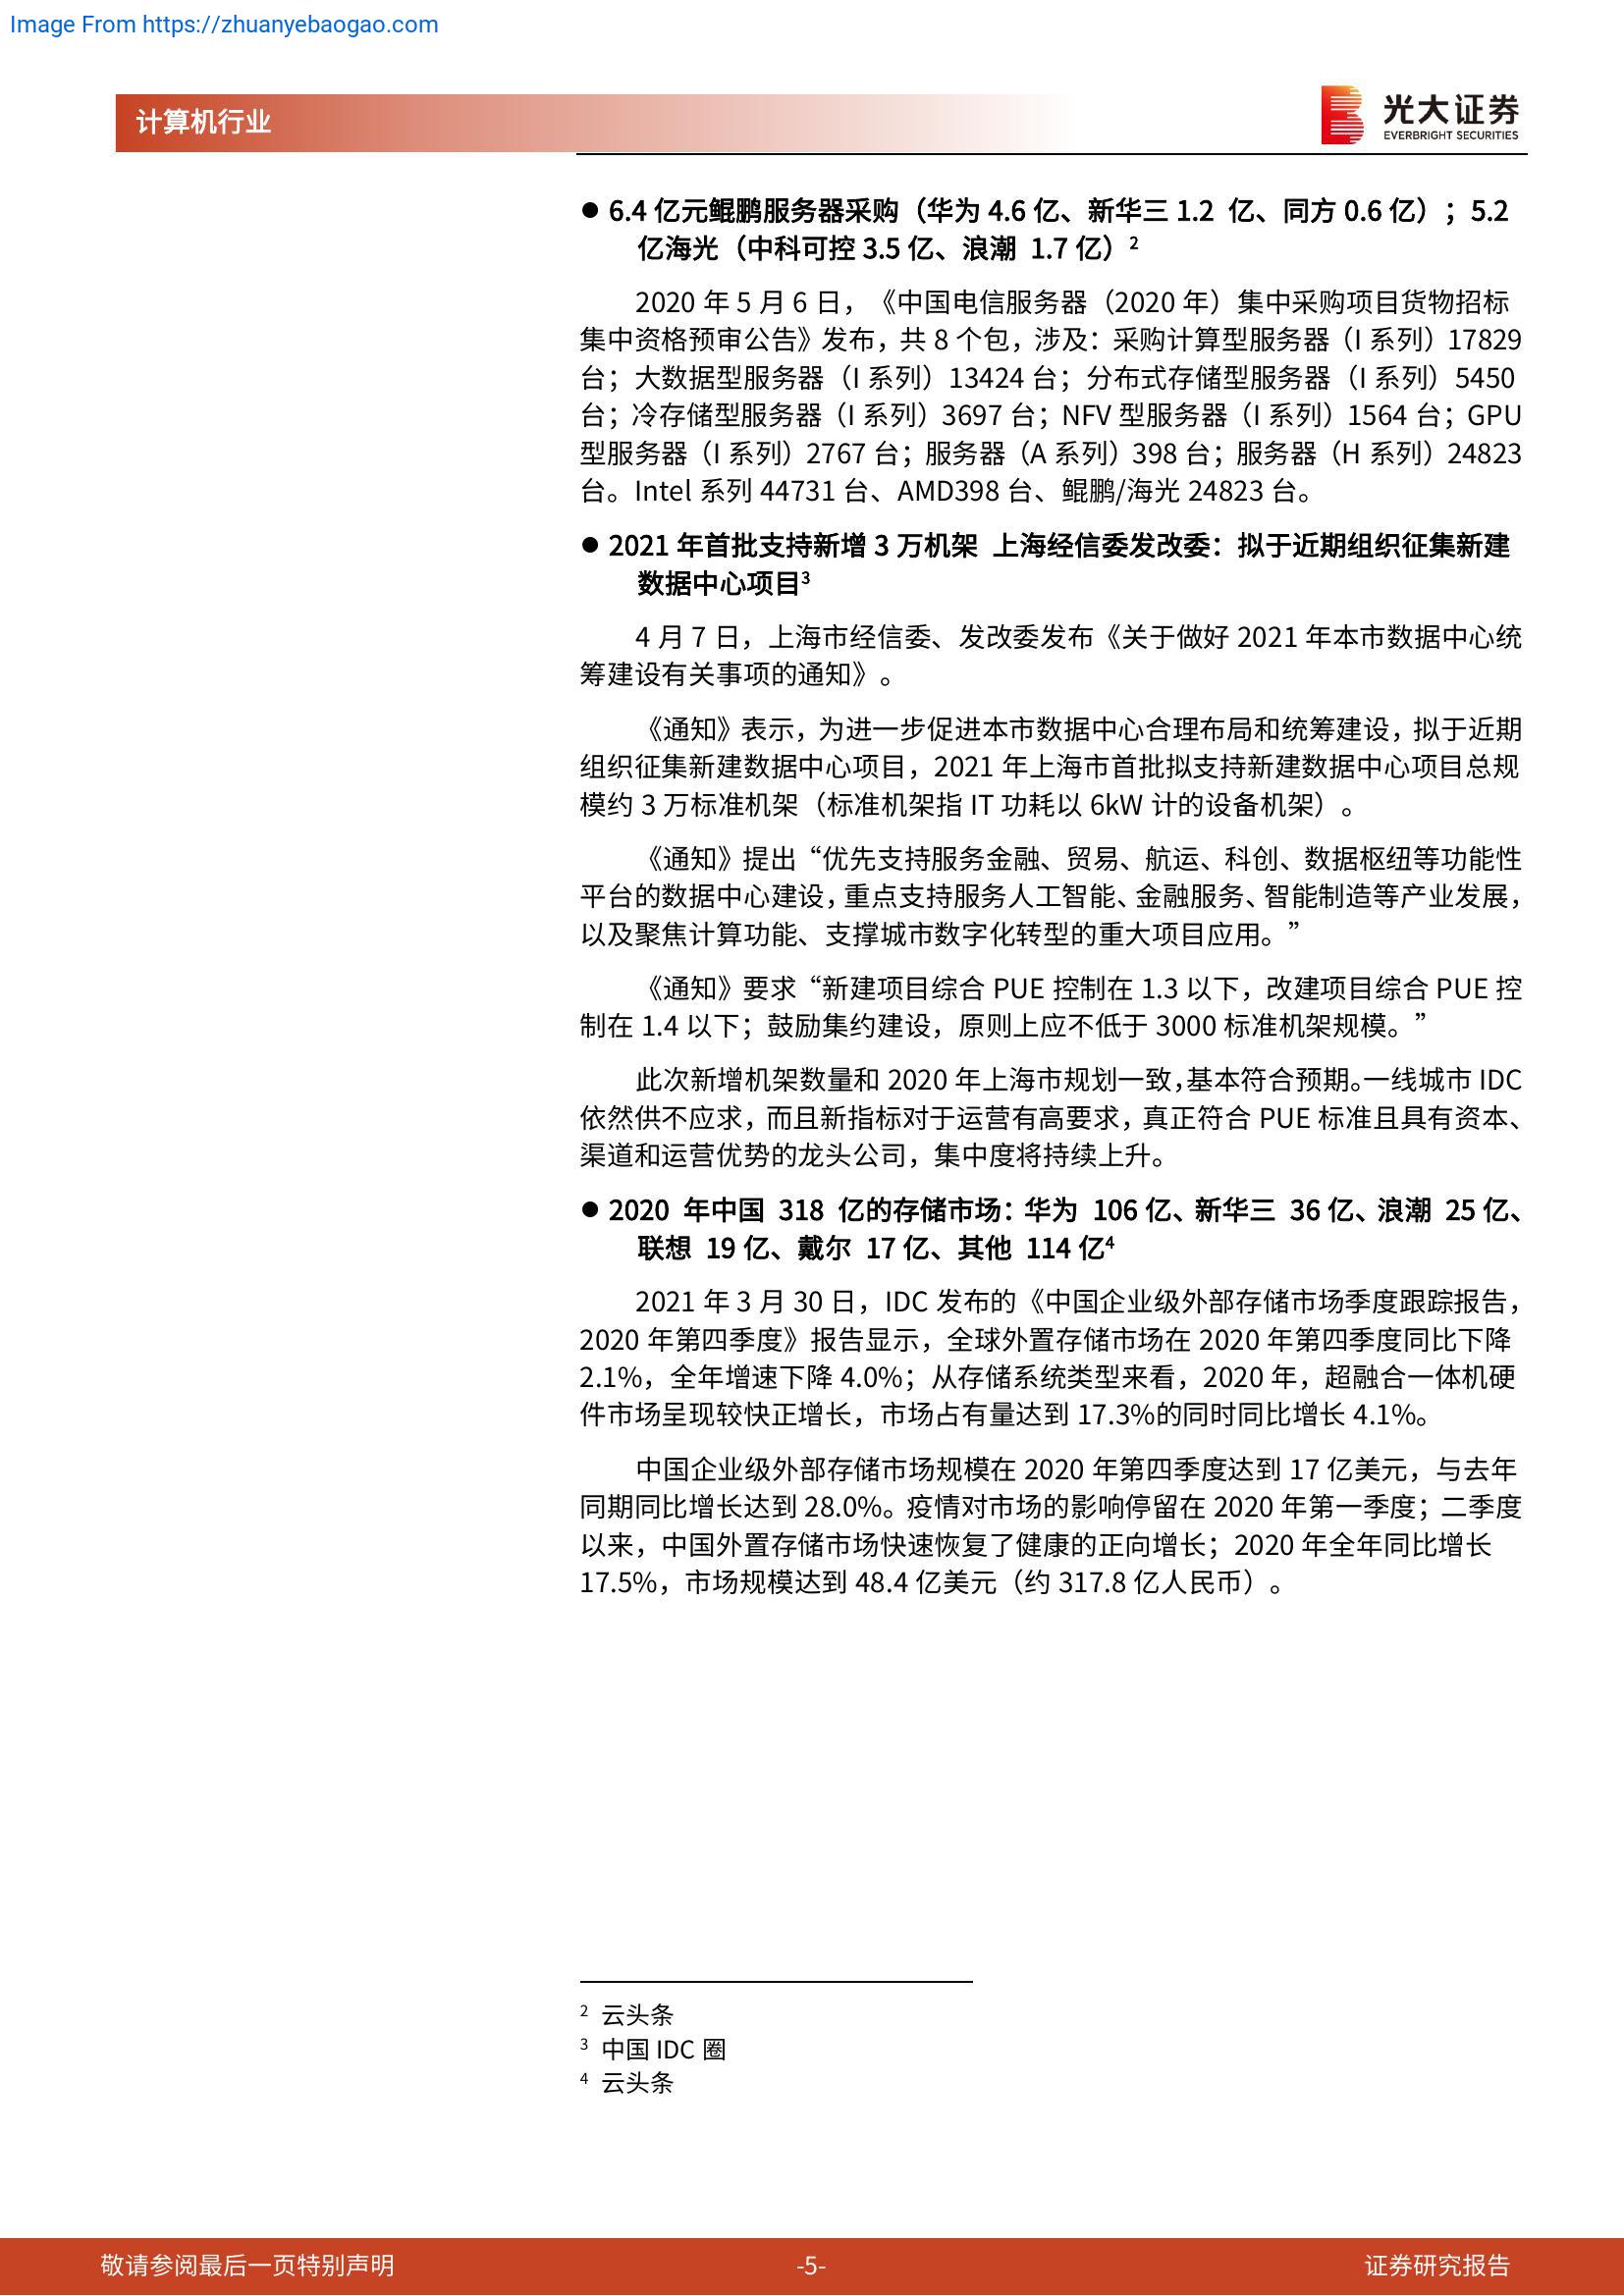 Image From https://zhuanyebaogao.com
计算机行业
光大证券
EVERBRIGHT SECURITIES
● 6.4 亿元鲲鹏服务器采购（华为 4.6 亿、新华三 1.2 亿、同方 0.6 亿）；5.2
亿海光（中科可控 3.5 亿、浪潮 1.7 亿）2
2020 年 5 月 6 日，《中国电信服务器（2020 年）集中采购项目货物招标
集中资格预审公告》发布，共 8 个包，涉及：采购计算型服务器（I 系列）17829
台；大数据型服务器（I 系列）13424 台；分布式存储型服务器（I 系列）5450
台；冷存储型服务器（I 系列）3697 台；NFV 型服务器（I 系列）1564 台；GPU
型服务器（I 系列）2767 台；服务器（A 系列）398 台；服务器（H 系列）24823
台。Intel 系列 44731 台、AMD398 台、鲲鹏/海光 24823 台。
● 2021 年首批支持新增 3 万机架 上海经信委发改委：拟于近期组织征集新建
数据中心项目3
4 月 7 日，上海市经信委、发改委发布《关于做好 2021 年本市数据中心统
筹建设有关事项的通知》。
《通知》表示，为进一步促进本市数据中心合理布局和统筹建设，拟于近期
组织征集新建数据中心项目，2021 年上海市首批拟支持新建数据中心项目总规
模约 3 万标准机架（标准机架指 IT 功耗以 6kW 计的设备机架）。
《通知》提出“优先支持服务金融、贸易、航运、科创、数据枢纽等功能性
平台的数据中心建设，重点支持服务人工智能、金融服务、智能制造等产业发展，
以及聚焦计算功能、支撑城市数字化转型的重大项目应用。”
《通知》要求“新建项目综合 PUE 控制在 1.3 以下，改建项目综合 PUE 控
制在 1.4 以下；鼓励集约建设，原则上应不低于 3000 标准机架规模。”
此次新增机架数量和 2020 年上海市规划一致，基本符合预期。一线城市 IDC
依然供不应求，而且新指标对于运营有高要求，真正符合 PUE 标准且具有资本、
渠道和运营优势的龙头公司，集中度将持续上升。
● 2020 年中国 318 亿的存储市场：华为 106 亿、新华三 36 亿、浪潮 25 亿、
联想 19 亿、戴尔 17 亿、其他 114 亿4
2021 年 3 月 30 日，IDC 发布的《中国企业级外部存储市场季度跟踪报告，
2020 年第四季度》报告显示，全球外置存储市场在 2020 年第四季度同比下降
2.1%，全年增速下降 4.0%；从存储系统类型来看，2020 年，超融合一体机硬
件市场呈现较快正增长，市场占有量达到 17.3%的同时同比增长 4.1%。
中国企业级外部存储市场规模在 2020 年第四季度达到 17 亿美元，与去年
同期同比增长达到 28.0%。疫情对市场的影响停留在 2020 年第一季度；二季度
以来，中国外置存储市场快速恢复了健康的正向增长；2020 年全年同比增长
17.5%，市场规模达到 48.4 亿美元（约 317.8 亿人民币）。
2 云头条
3 中国 IDC 圈
4 云头条
敬请参阅最后一页特别声明
-5-
证券研究报告